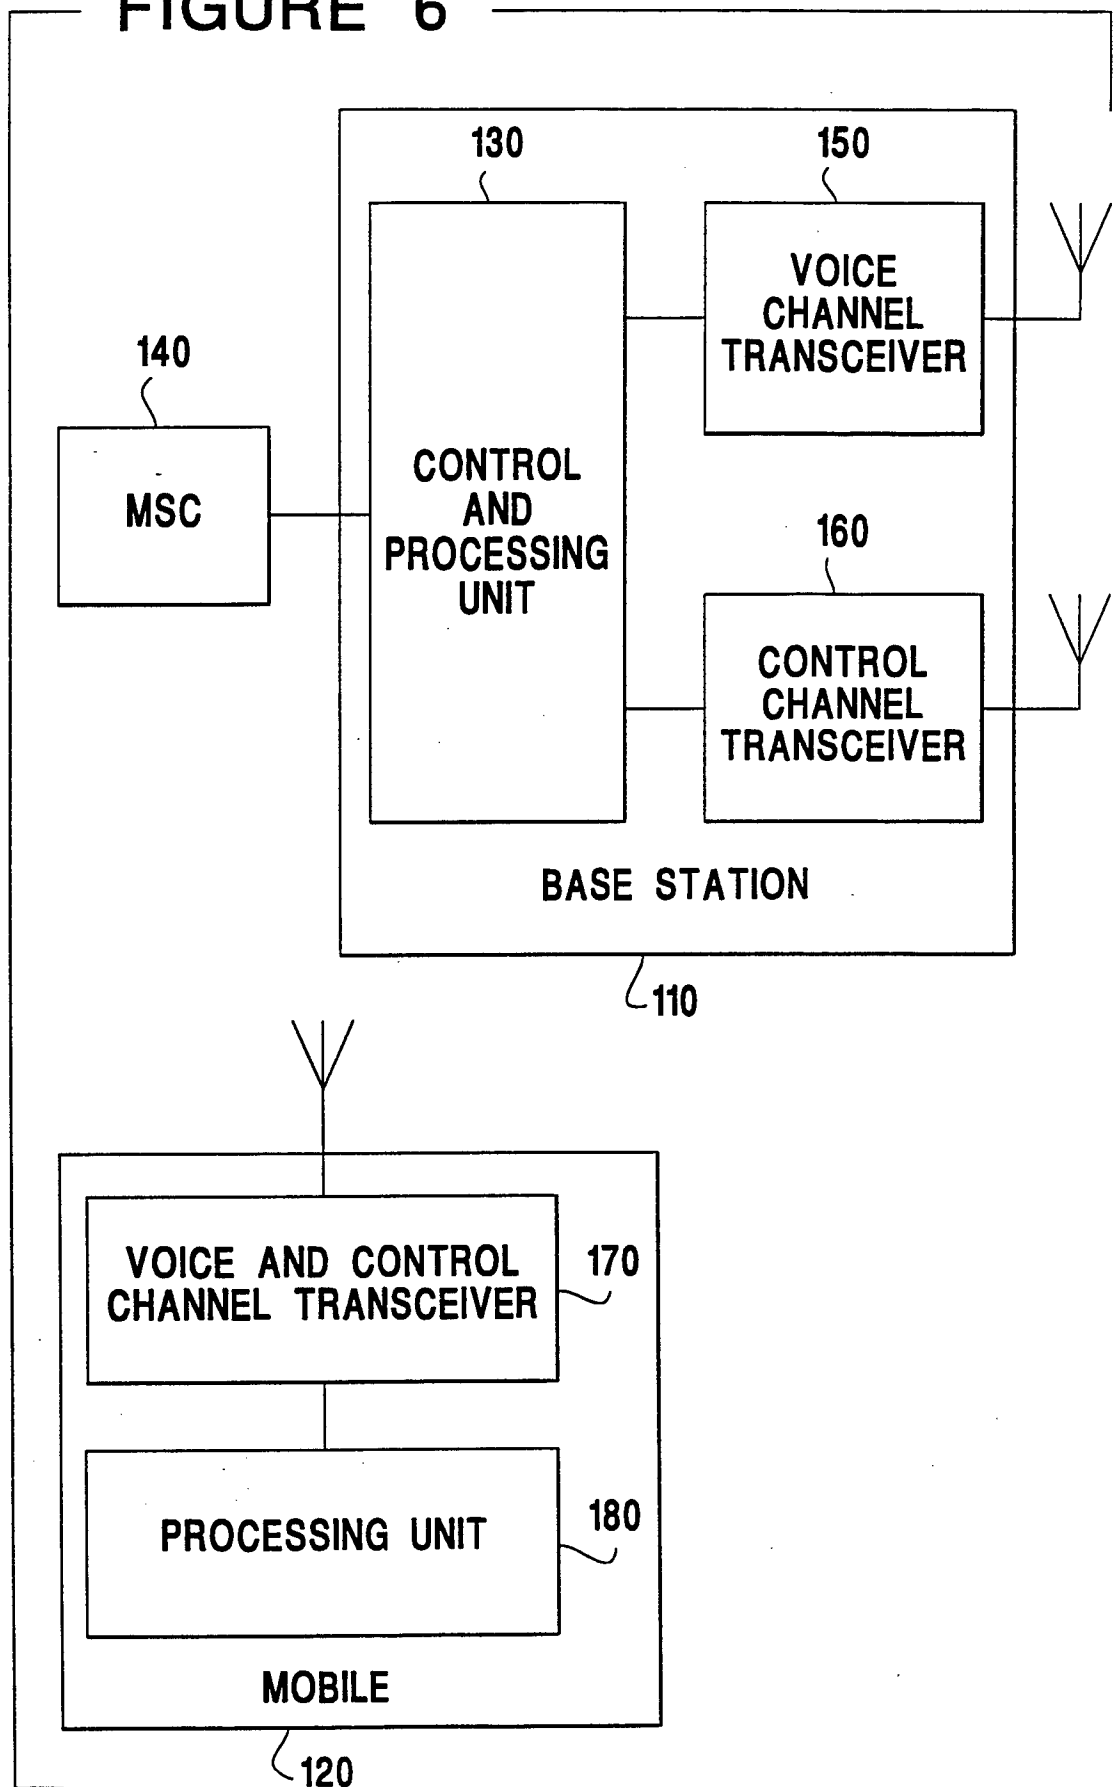 FIGURE 6
130
150
VOICE
CHANNEL
TRANSCEIVER
140
MSC
CONTROL
AND
PROCESSING
UNIT
160
CONTROL
CHANNEL
TRANSCEIVER
BASE STATION
110
VOICE AND CONTROL
CHANNEL TRANSCEIVER
170
PROCESSING UNIT
180
MOBILE
120